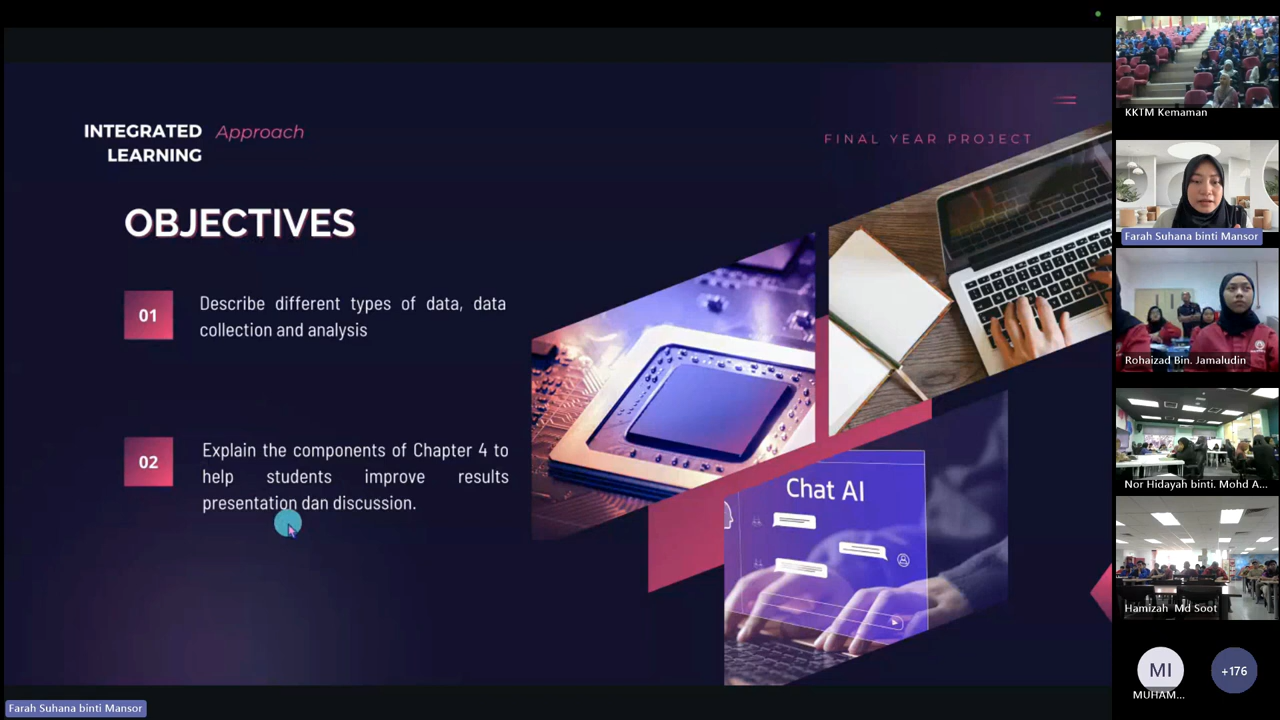 INTEGRATED Approach
LEARNING
FINAL YEAR PROJECT
OBJECTIVES
01
Describe different types of data, data
collection and analysis
02
Explain the components of Chapter 4 to
help students improve results
presentation dan discussion.
Chat AI
KKTM Kemaman
Farah Suhana binti Mansor
Rohaizad Bin. Jamaludin
Nor Hidayah binti. Mohd A...
Hamizah Md Soot
MI
MUHAM...
+176
Farah Suhana binti Mansor